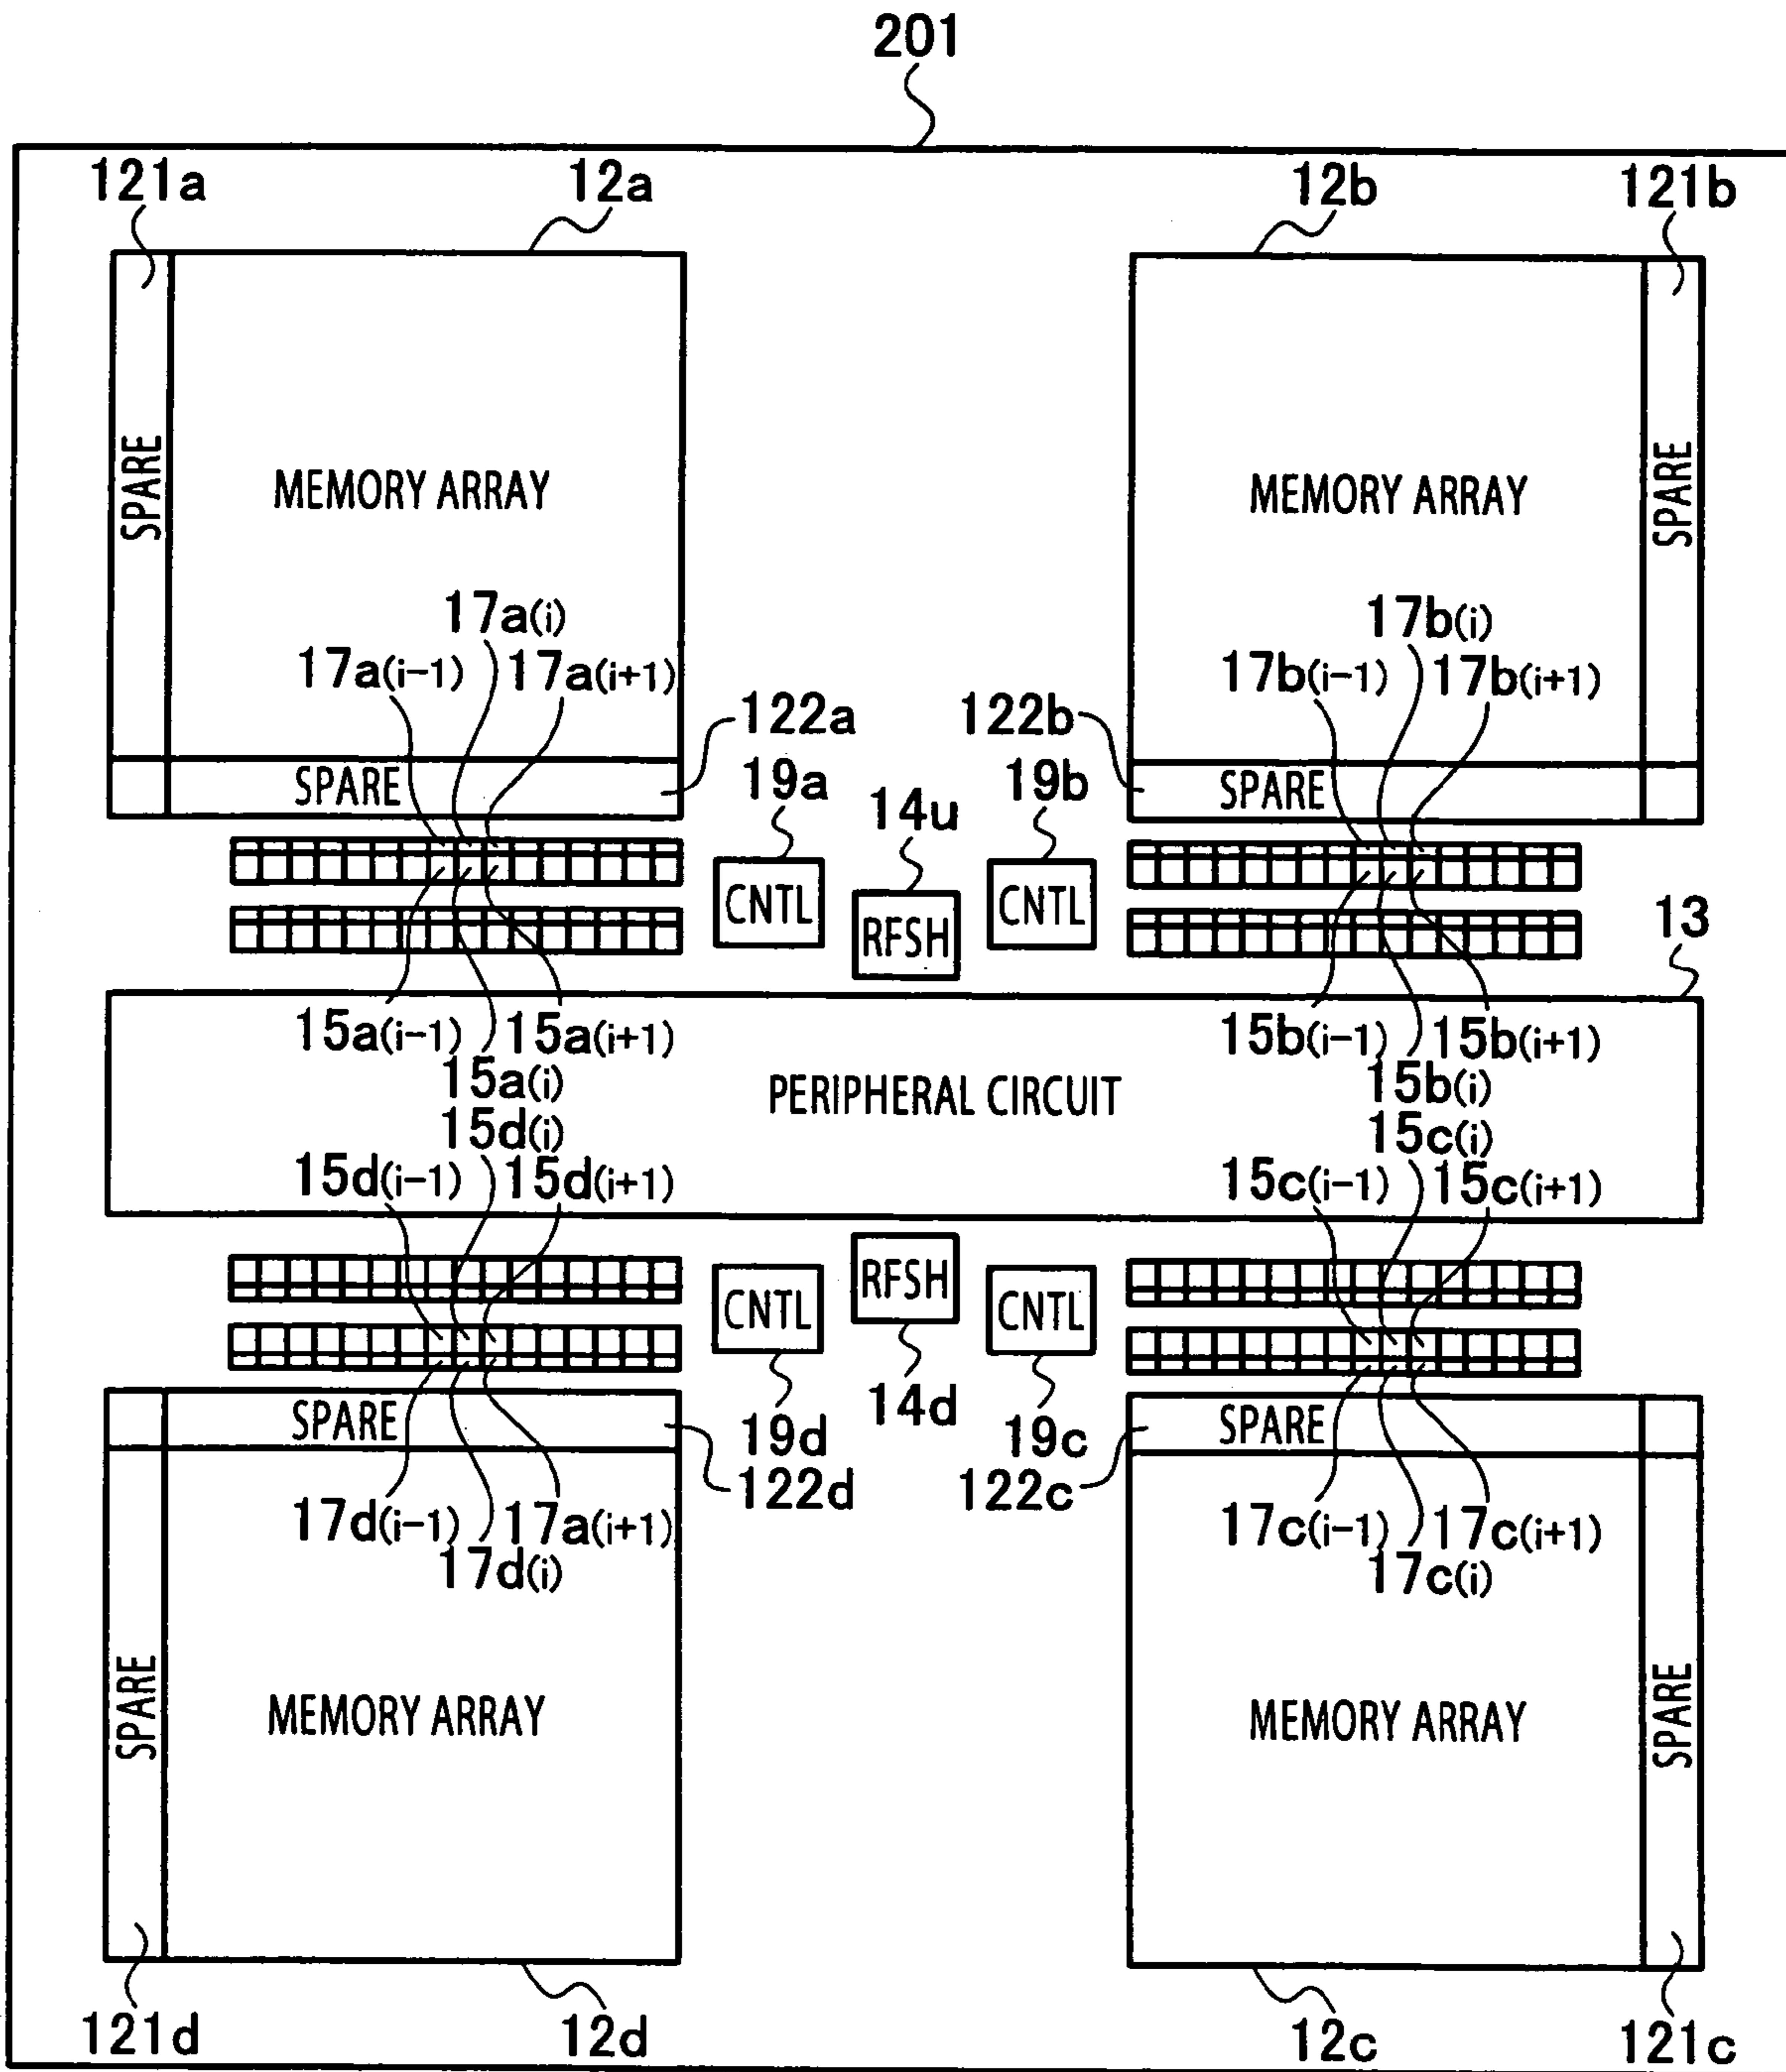 201
121a
12a
12b
121b
SPARE
MEMORY ARRAY
MEMORY ARRAY
SPARE
17a(i)
17a(i-1)
17a(i+1)
17b(i)
17b(i-1)
17b(i+1)
122a
122b
SPARE
19a
14u
19b
SPARE
CNTL
RFSH
CNTL
13
15a(i-1)
15a(i+1)
15a(i)
15b(i-1)
15b(i+1)
15b(i)
PERIPHERAL CIRCUIT
15d(i)
15d(i-1)
15d(i+1)
15c(i)
15c(i-1)
15c(i+1)
CNTL
RFSH
CNTL
SPARE
19d
14d
19c
SPARE
122d
122c
17d(i-1)
17a(i+1)
17d(i)
17c(i-1)
17c(i+1)
17c(i)
SPARE
MEMORY ARRAY
MEMORY ARRAY
SPARE
121d
12d
12c
121c